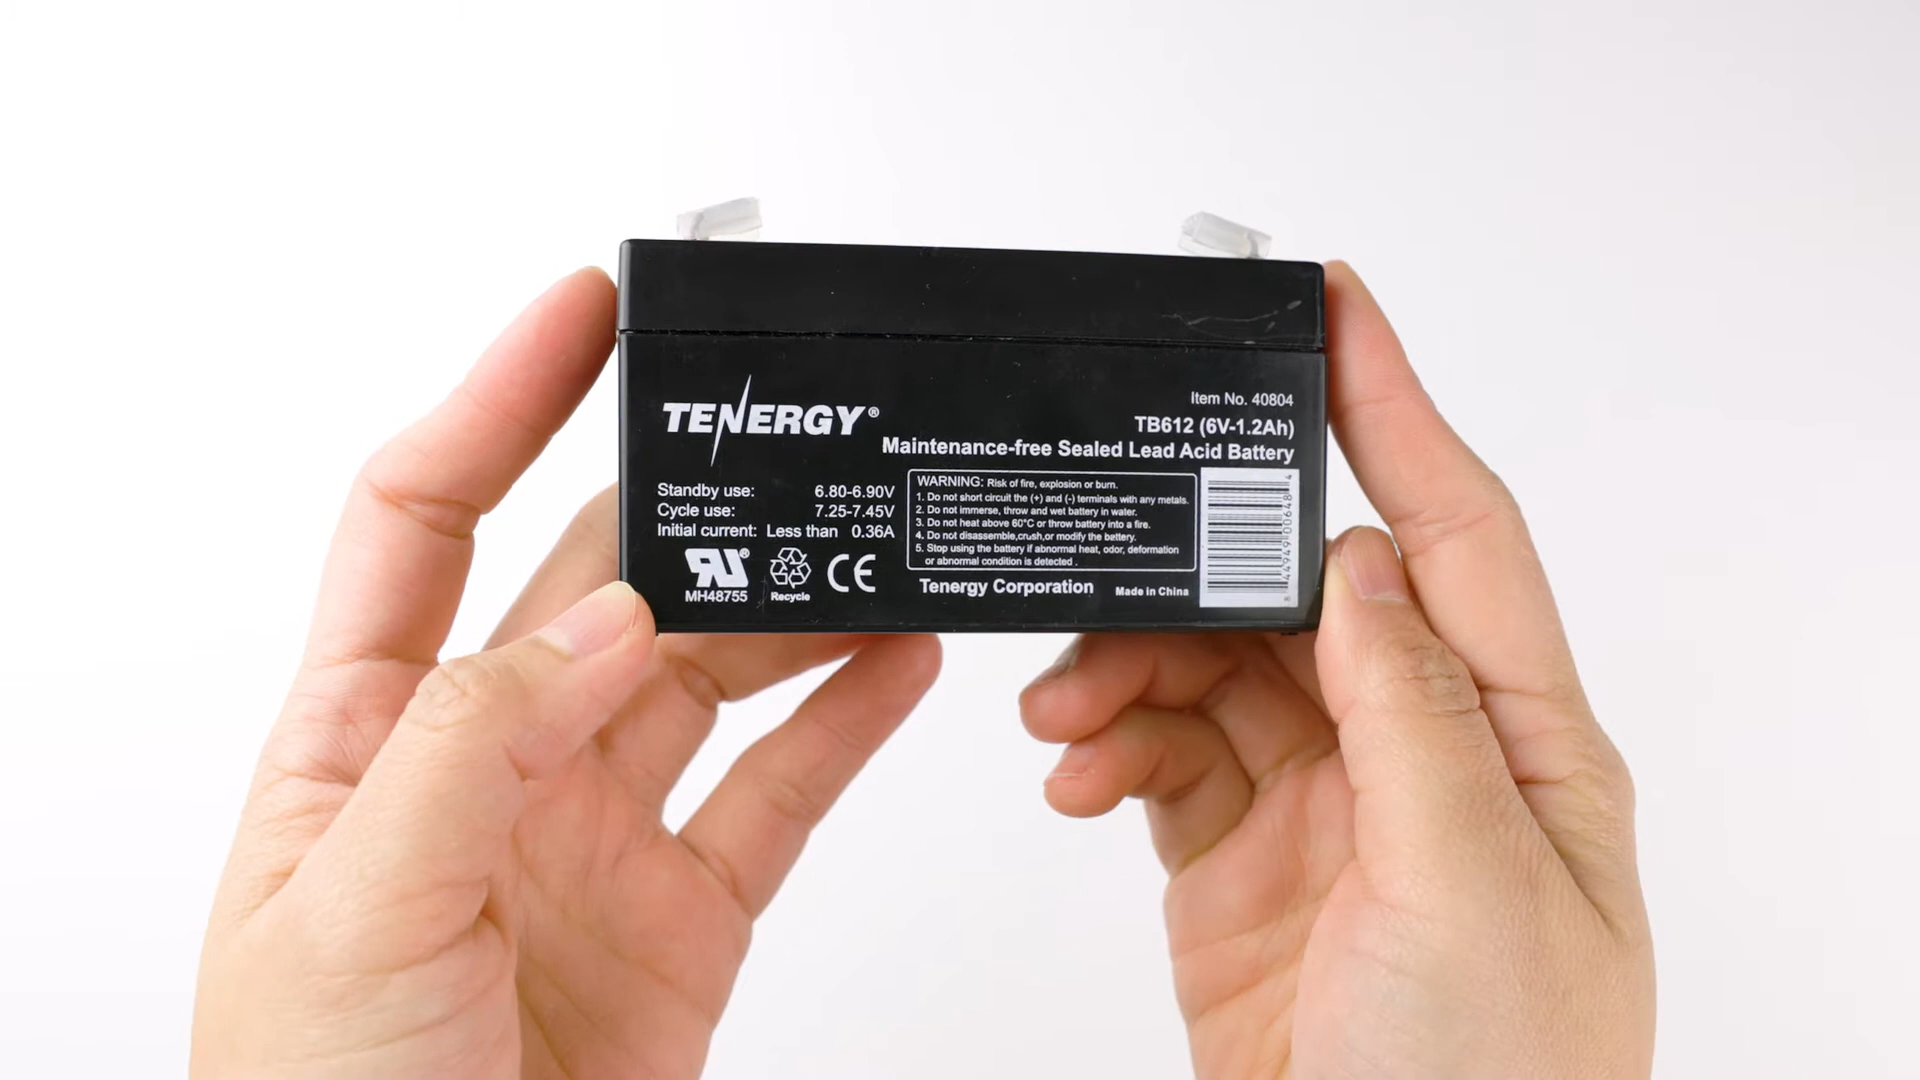 TENERGY®
Item No. 40804
TB612 (6V-1.2Ah)
Maintenance-free Sealed Lead Acid Battery
Standby use: 6.80-6.90V
Cycle use: 7.25-7.45V
Initial current: Less than 0.36A
WARNING: Risk of fire, explosion or burn.
1. Do not short circuit the (+) and (-) terminals with any metals.
2. Do not immerse, throw and wet battery in water.
3. Do not heat above 60°C or throw battery into a fire.
4. Do not disassemble,crush,or modify the battery.
5. Stop using the battery if abnormal heat, odor, deformation
or abnormal condition is detected .
RU®
MH48755
Recycle
CE
Tenergy Corporation
Made in China
8 44949 00648 4